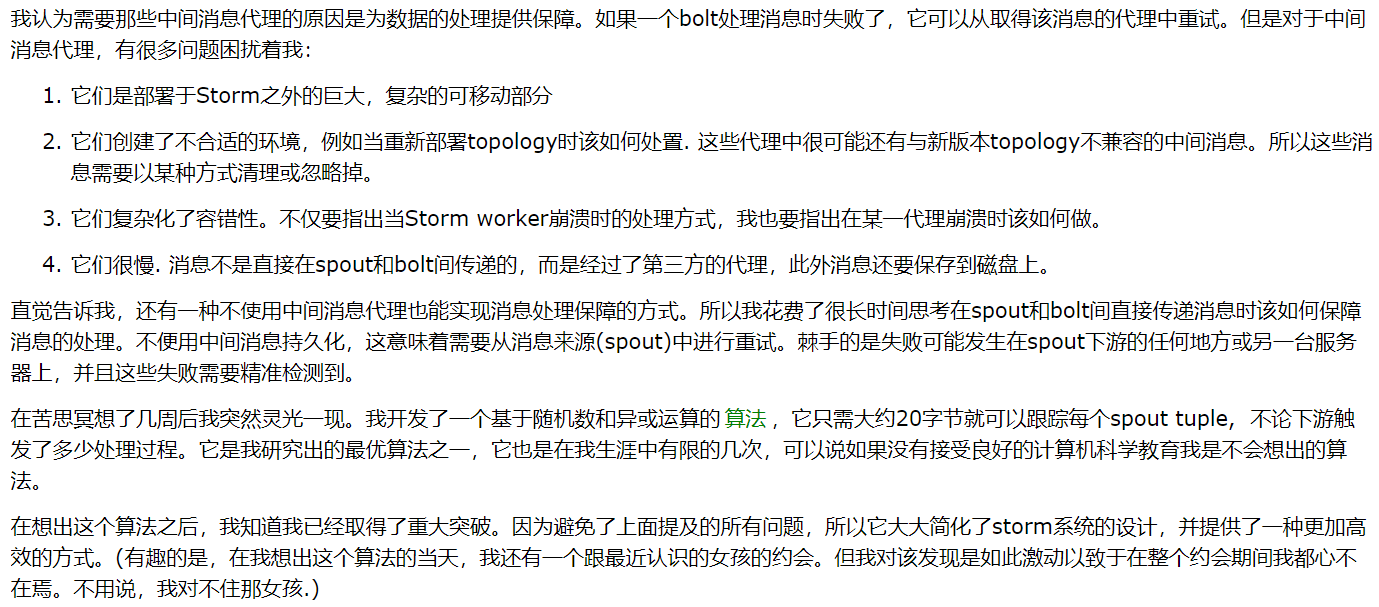 我认为需要那些中间消息代理的原因是为数据的处理提供保障。如果一个bolt处理消息时失败了，它可以从取得该消息的代理中重试。但是对于中间
消息代理，有很多问题困扰着我：
1. 它们是部署于Storm之外的巨大，复杂的可移动部分
2. 它们创建了不合适的环境，例如当重新部署topology时该如何处置. 这些代理中很可能还有与新版本topology不兼容的中间消息。所以这些消
息需要以某种方式清理或忽略掉。
3. 它们复杂化了容错性。不仅要指出当Storm worker崩溃时的处理方式，我也要指出在某一代理崩溃时该如何做。
4. 它们很慢. 消息不是直接在spout和bolt间传递的，而是经过了第三方的代理，此外消息还要保存到磁盘上。
直觉告诉我，还有一种不使用中间消息代理也能实现消息处理保障的方式。所以我花费了很长时间思考在spout和bolt间直接传递消息时该如何保障
消息的处理。不便用中间消息持久化，这意味着需要从消息来源(spout)中进行重试。棘手的是失败可能发生在spout下游的任何地方或另一台服务
器上，并且这些失败需要精准检测到。
在苦思冥想了几周后我突然灵光一现。我开发了一个基于随机数和异或运算的 算法 ，它只需大约20字节就可以跟踪每个spout tuple，不论下游触
发了多少处理过程。它是我研究出的最优算法之一，它也是在我生涯中有限的几次，可以说如果没有接受良好的计算机科学教育我是不会想出的算
法。
在想出这个算法之后，我知道我已经取得了重大突破。因为避免了上面提及的所有问题，所以它大大简化了storm系统的设计，并提供了一种更加高
效的方式。(有趣的是，在我想出这个算法的当天，我还有一个跟最近认识的女孩的约会。但我对该发现是如此激动以致于在整个约会期间我都心不
在焉。不用说，我对不住那女孩.)